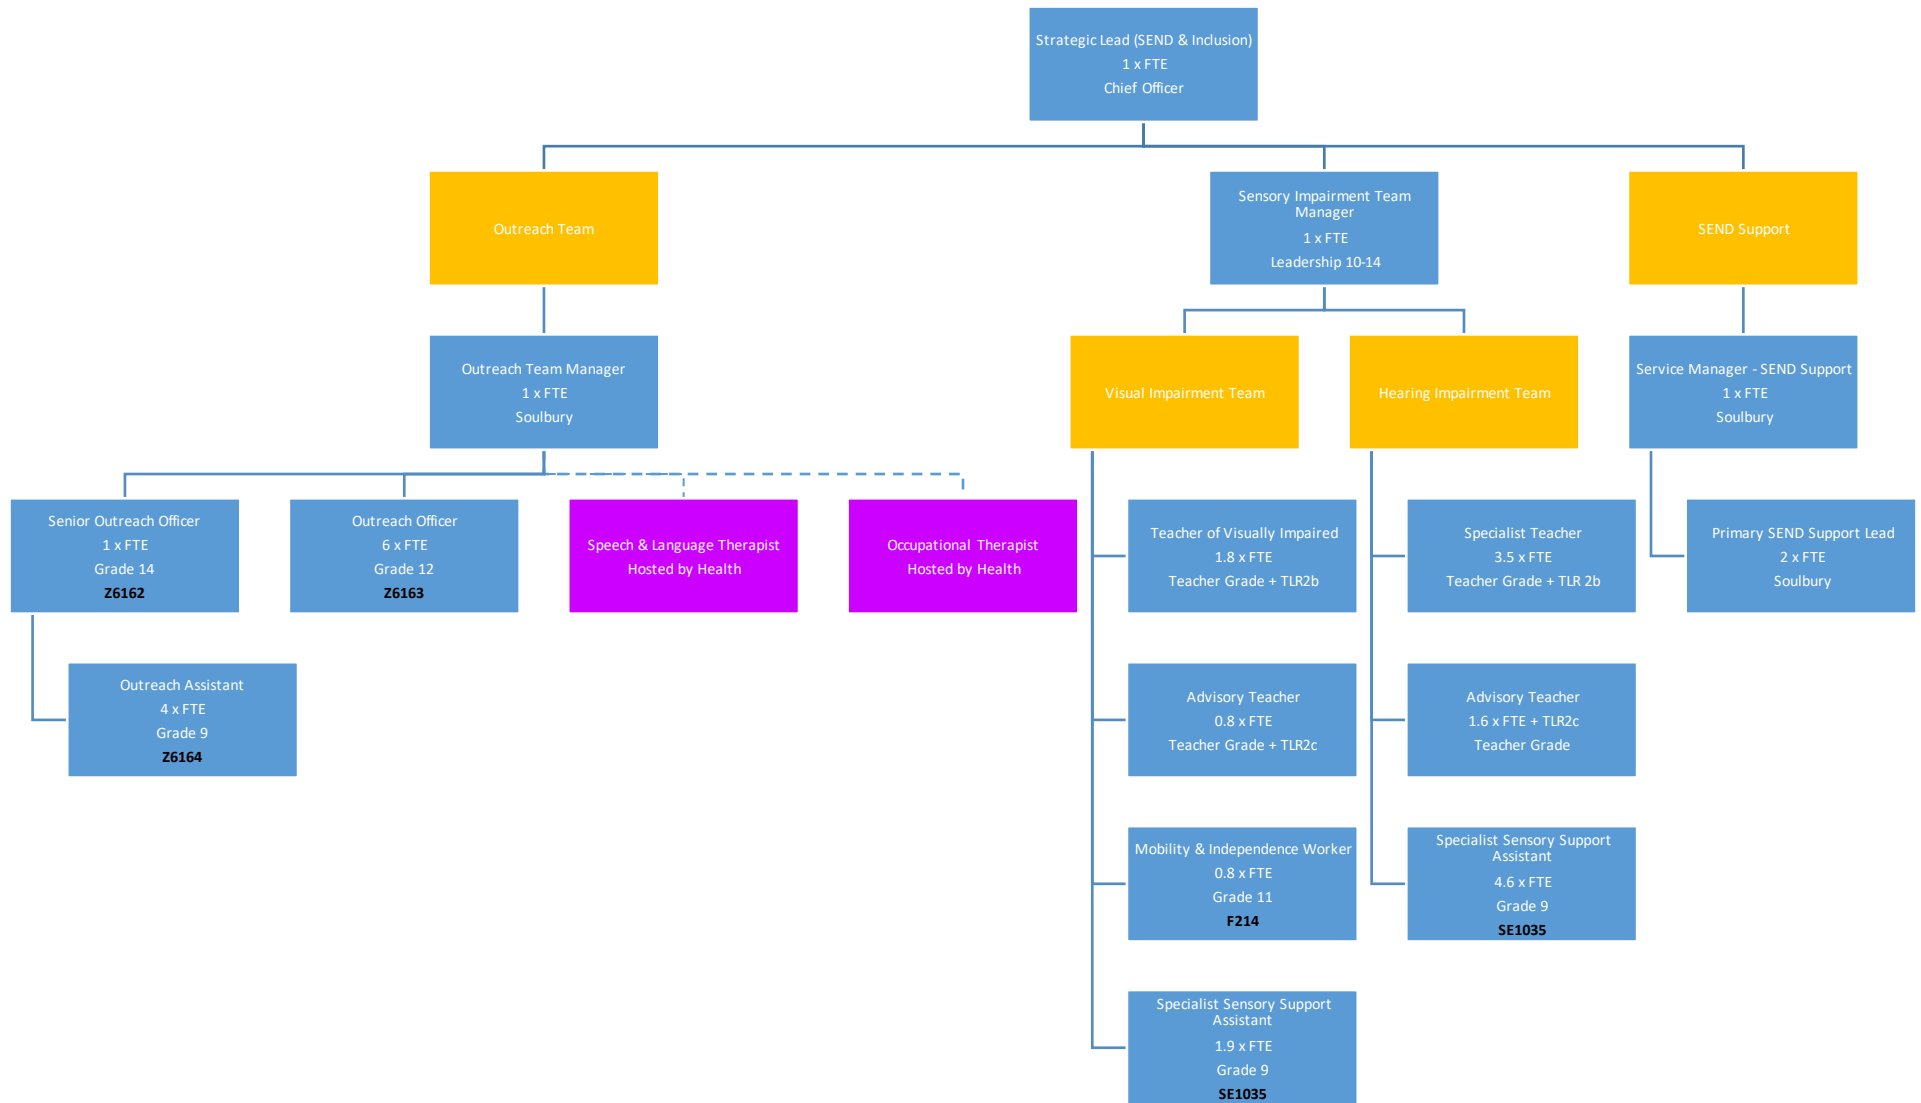 Strategic Lead (SEND & Inclusion)
1 x FTE
Chief Officer
Outreach Team
Sensory Impairment Team
Manager
1 x FTE
Leadership 10-14
SEND Support
Outreach Team Manager
1 x FTE
Soulbury
Visual Impairment Team
Hearing Impairment Team
Service Manager - SEND Support
1 x FTE
Soulbury
Senior Outreach Officer
1 x FTE
Grade 14
Z6162
Outreach Officer
6 x FTE
Grade 12
Z6163
Speech & Language Therapist
Hosted by Health
Occupational Therapist
Hosted by Health
Teacher of Visually Impaired
1.8 x FTE
Teacher Grade + TLR2b
Specialist Teacher
3.5 x FTE
Teacher Grade + TLR 2b
Primary SEND Support Lead
2 x FTE
Soulbury
Outreach Assistant
4 x FTE
Grade 9
Z6164
Advisory Teacher
0.8 x FTE
Teacher Grade + TLR2c
Advisory Teacher
1.6 x FTE + TLR2c
Teacher Grade
Mobility & Independence Worker
0.8 x FTE
Grade 11
F214
Specialist Sensory Support
Assistant
4.6 x FTE
Grade 9
SE1035
Specialist Sensory Support
Assistant
1.9 x FTE
Grade 9
SE1035